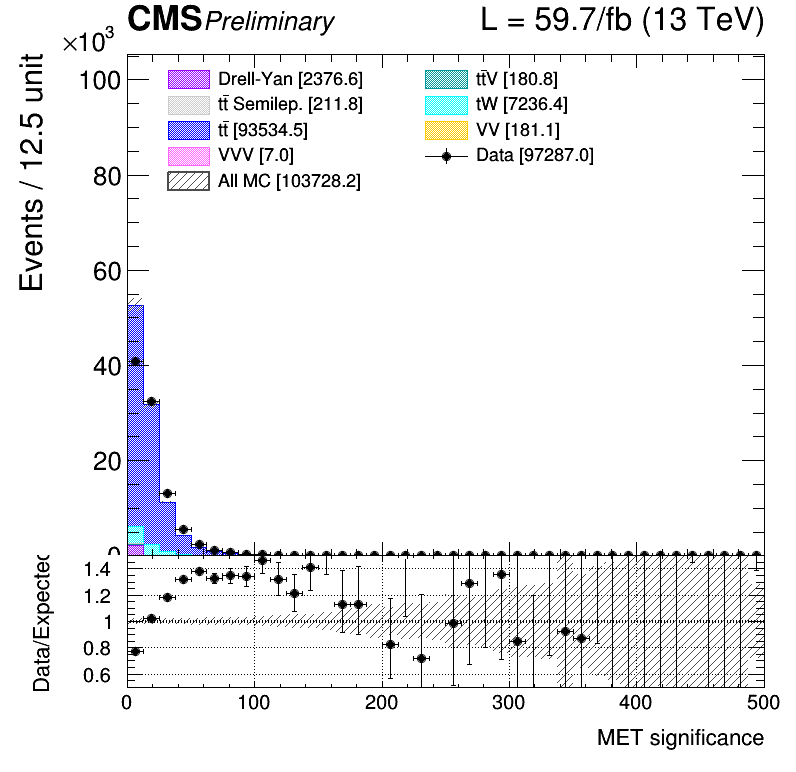 CMS Preliminary L = 59.7/fb (13 TeV)
×10³
Events / 12.5 unit
100
80
60
40
20
0
Drell-Yan [2376.6]
tt̄ Semilep. [211.8]
tt̄ [93534.5]
VVV [7.0]
All MC [103728.2]
tt̄V [180.8]
tW [7236.4]
VV [181.1]
Data [97287.0]
Data/Expected
1.4
1.2
1
0.8
0.6
0 100 200 300 400 500
MET significance